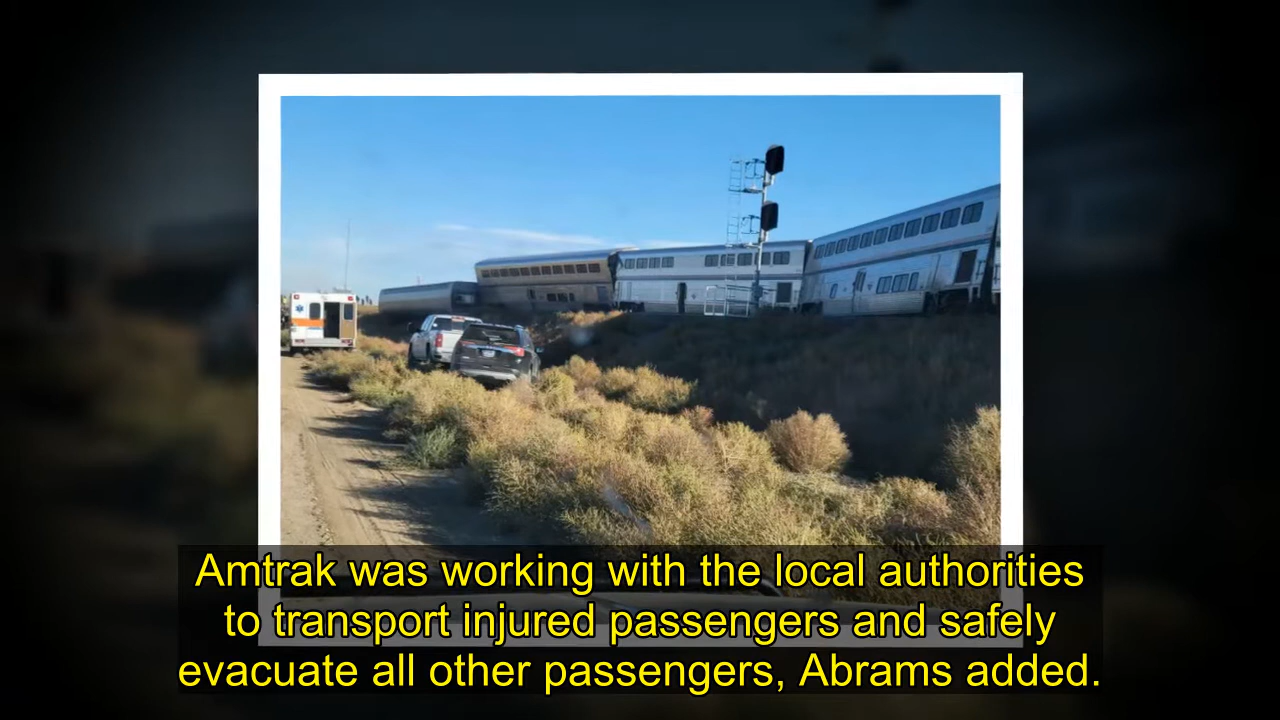 Amtrak was working with the local authorities
to transport injured passengers and safely
evacuate all other passengers, Abrams added.